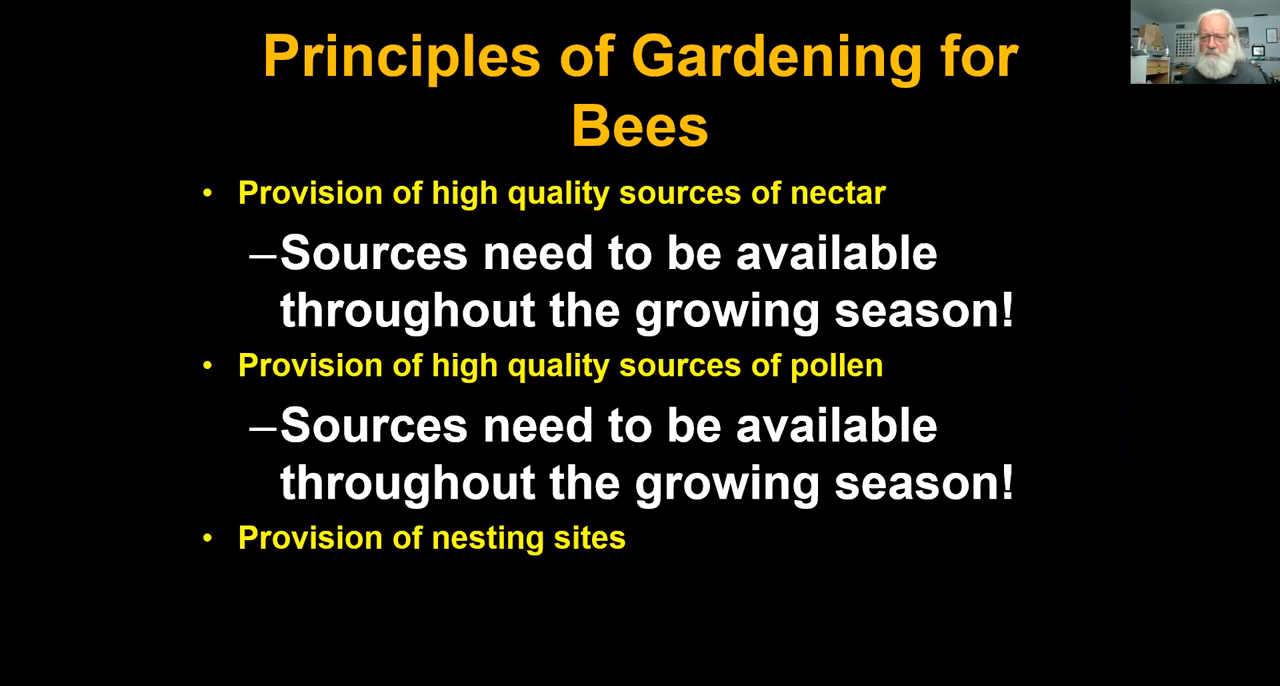 Principles of Gardening for
Bees
• Provision of high quality sources of nectar
–Sources need to be available
throughout the growing season!
• Provision of high quality sources of pollen
–Sources need to be available
throughout the growing season!
• Provision of nesting sites